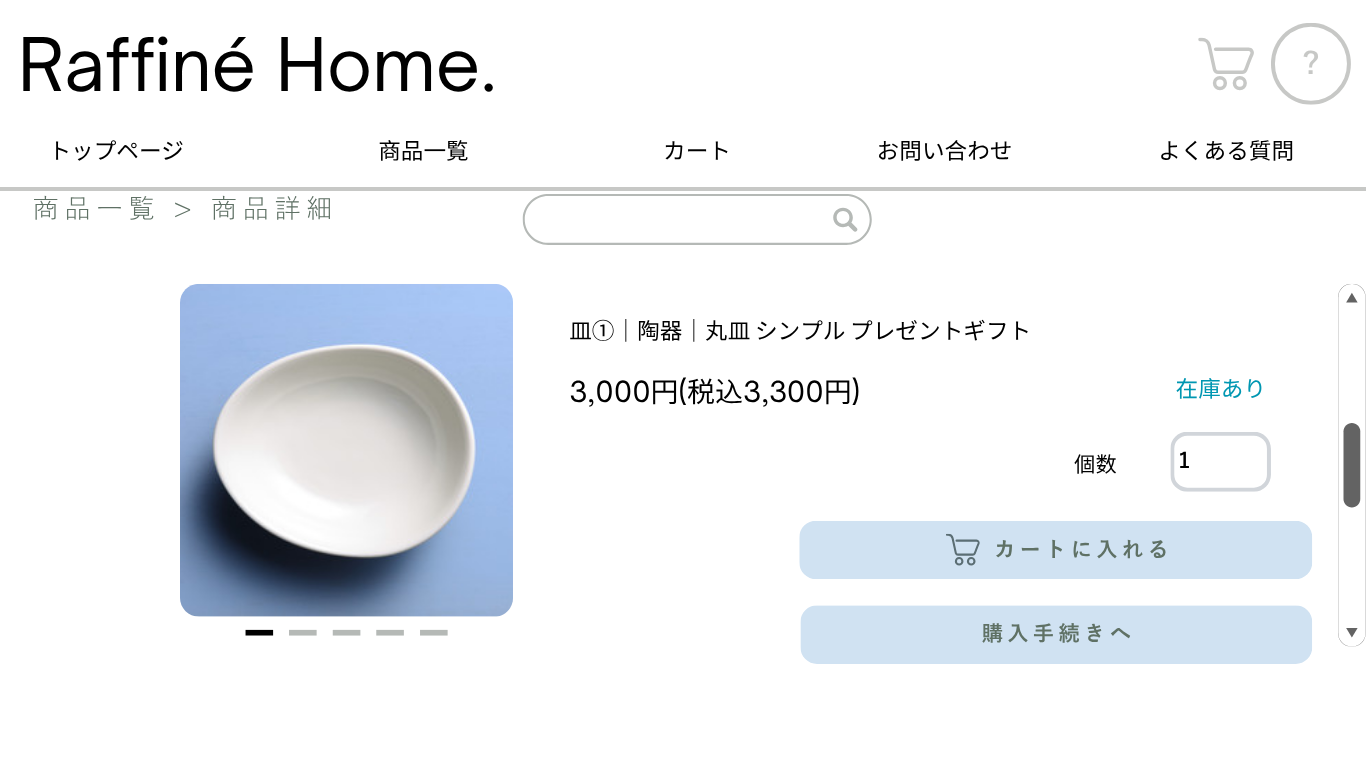 Raffiné Home.
?
トップページ 商品一覧 カート お問い合わせ よくある質問
商品一覧 > 商品詳細
皿①｜陶器｜丸皿 シンプル プレゼントギフト
3,000円(税込3,300円)
在庫あり
個数 1
カートに入れる
購入手続きへ